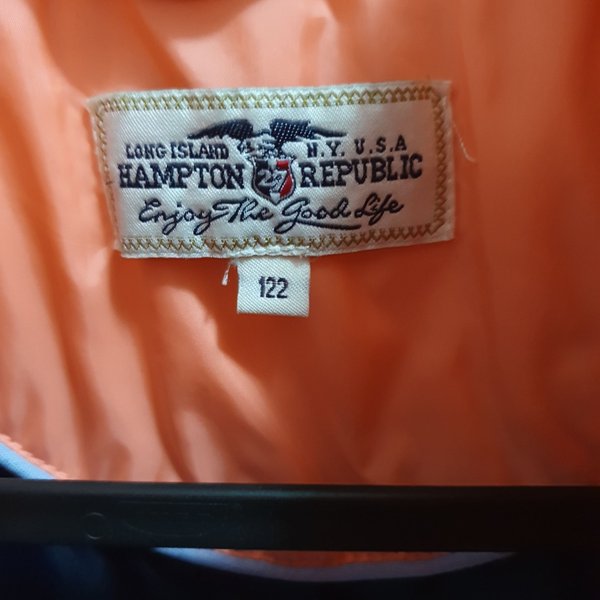 LONG ISLAND N.Y. U.S.A
HAMPTON 27 REPUBLIC
Enjoy The Good Life
122